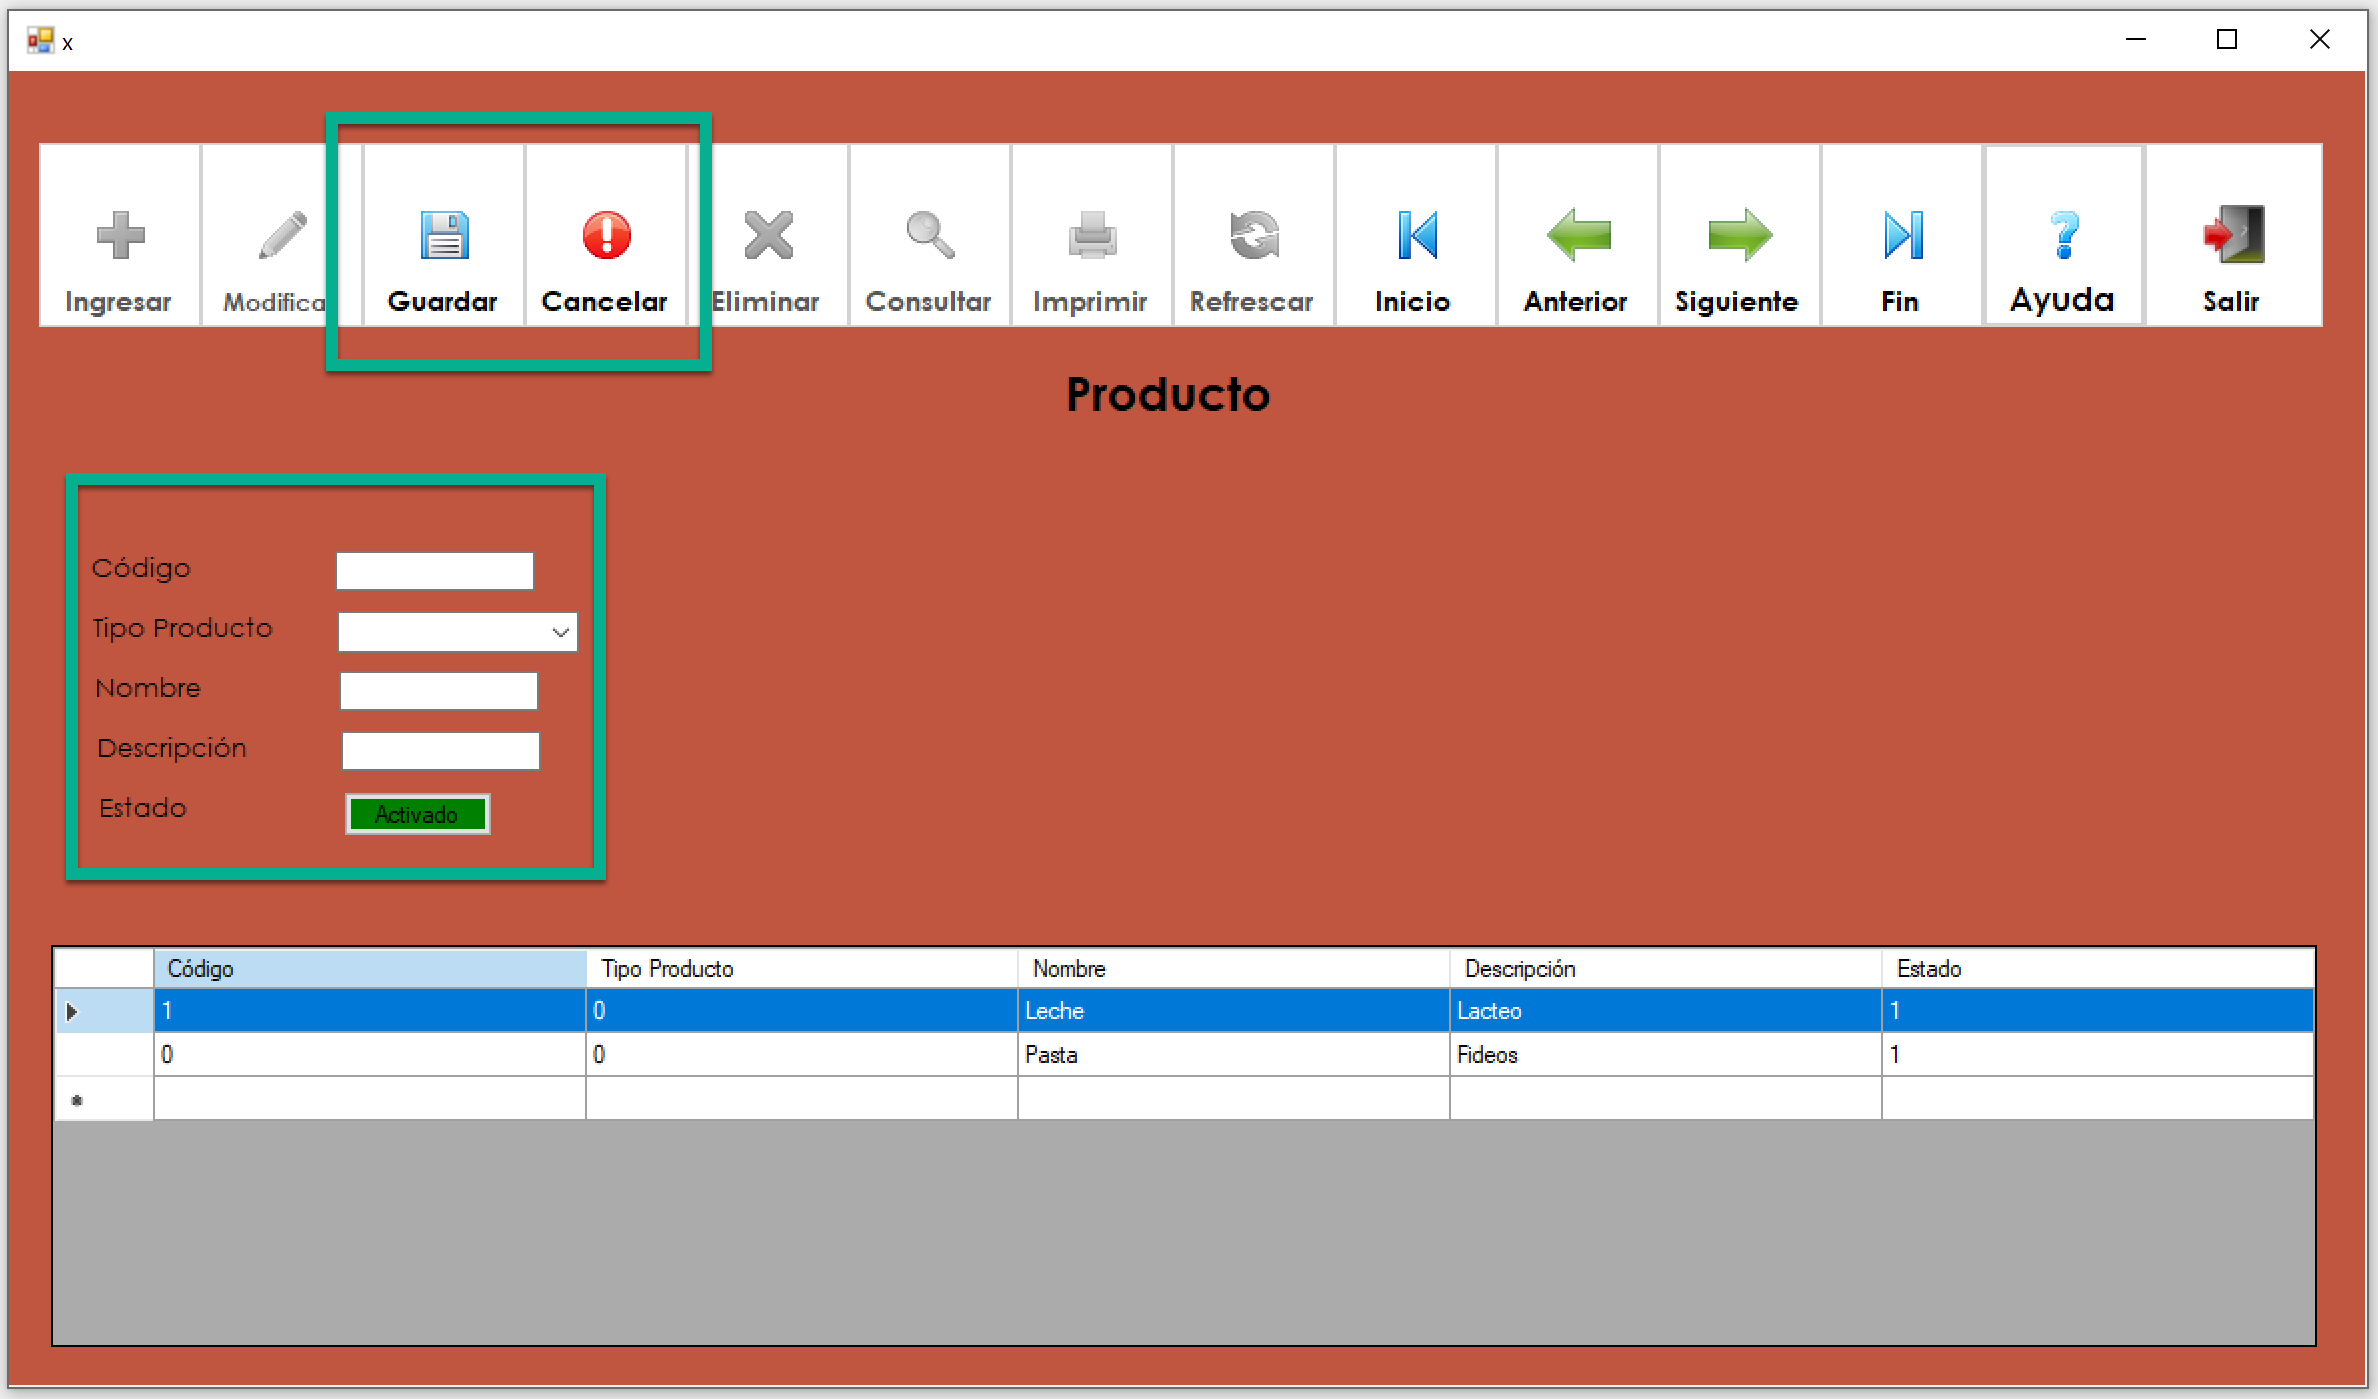 x
Ingresar Modifica Guardar Cancelar Eliminar Consultar Imprimir Refrescar Inicio Anterior Siguiente Fin Ayuda Salir
Producto
Código
Tipo Producto
Nombre
Descripción
Estado Activado
Código Tipo Producto Nombre Descripción Estado
1 0 Leche Lacteo 1
0 0 Pasta Fideos 1